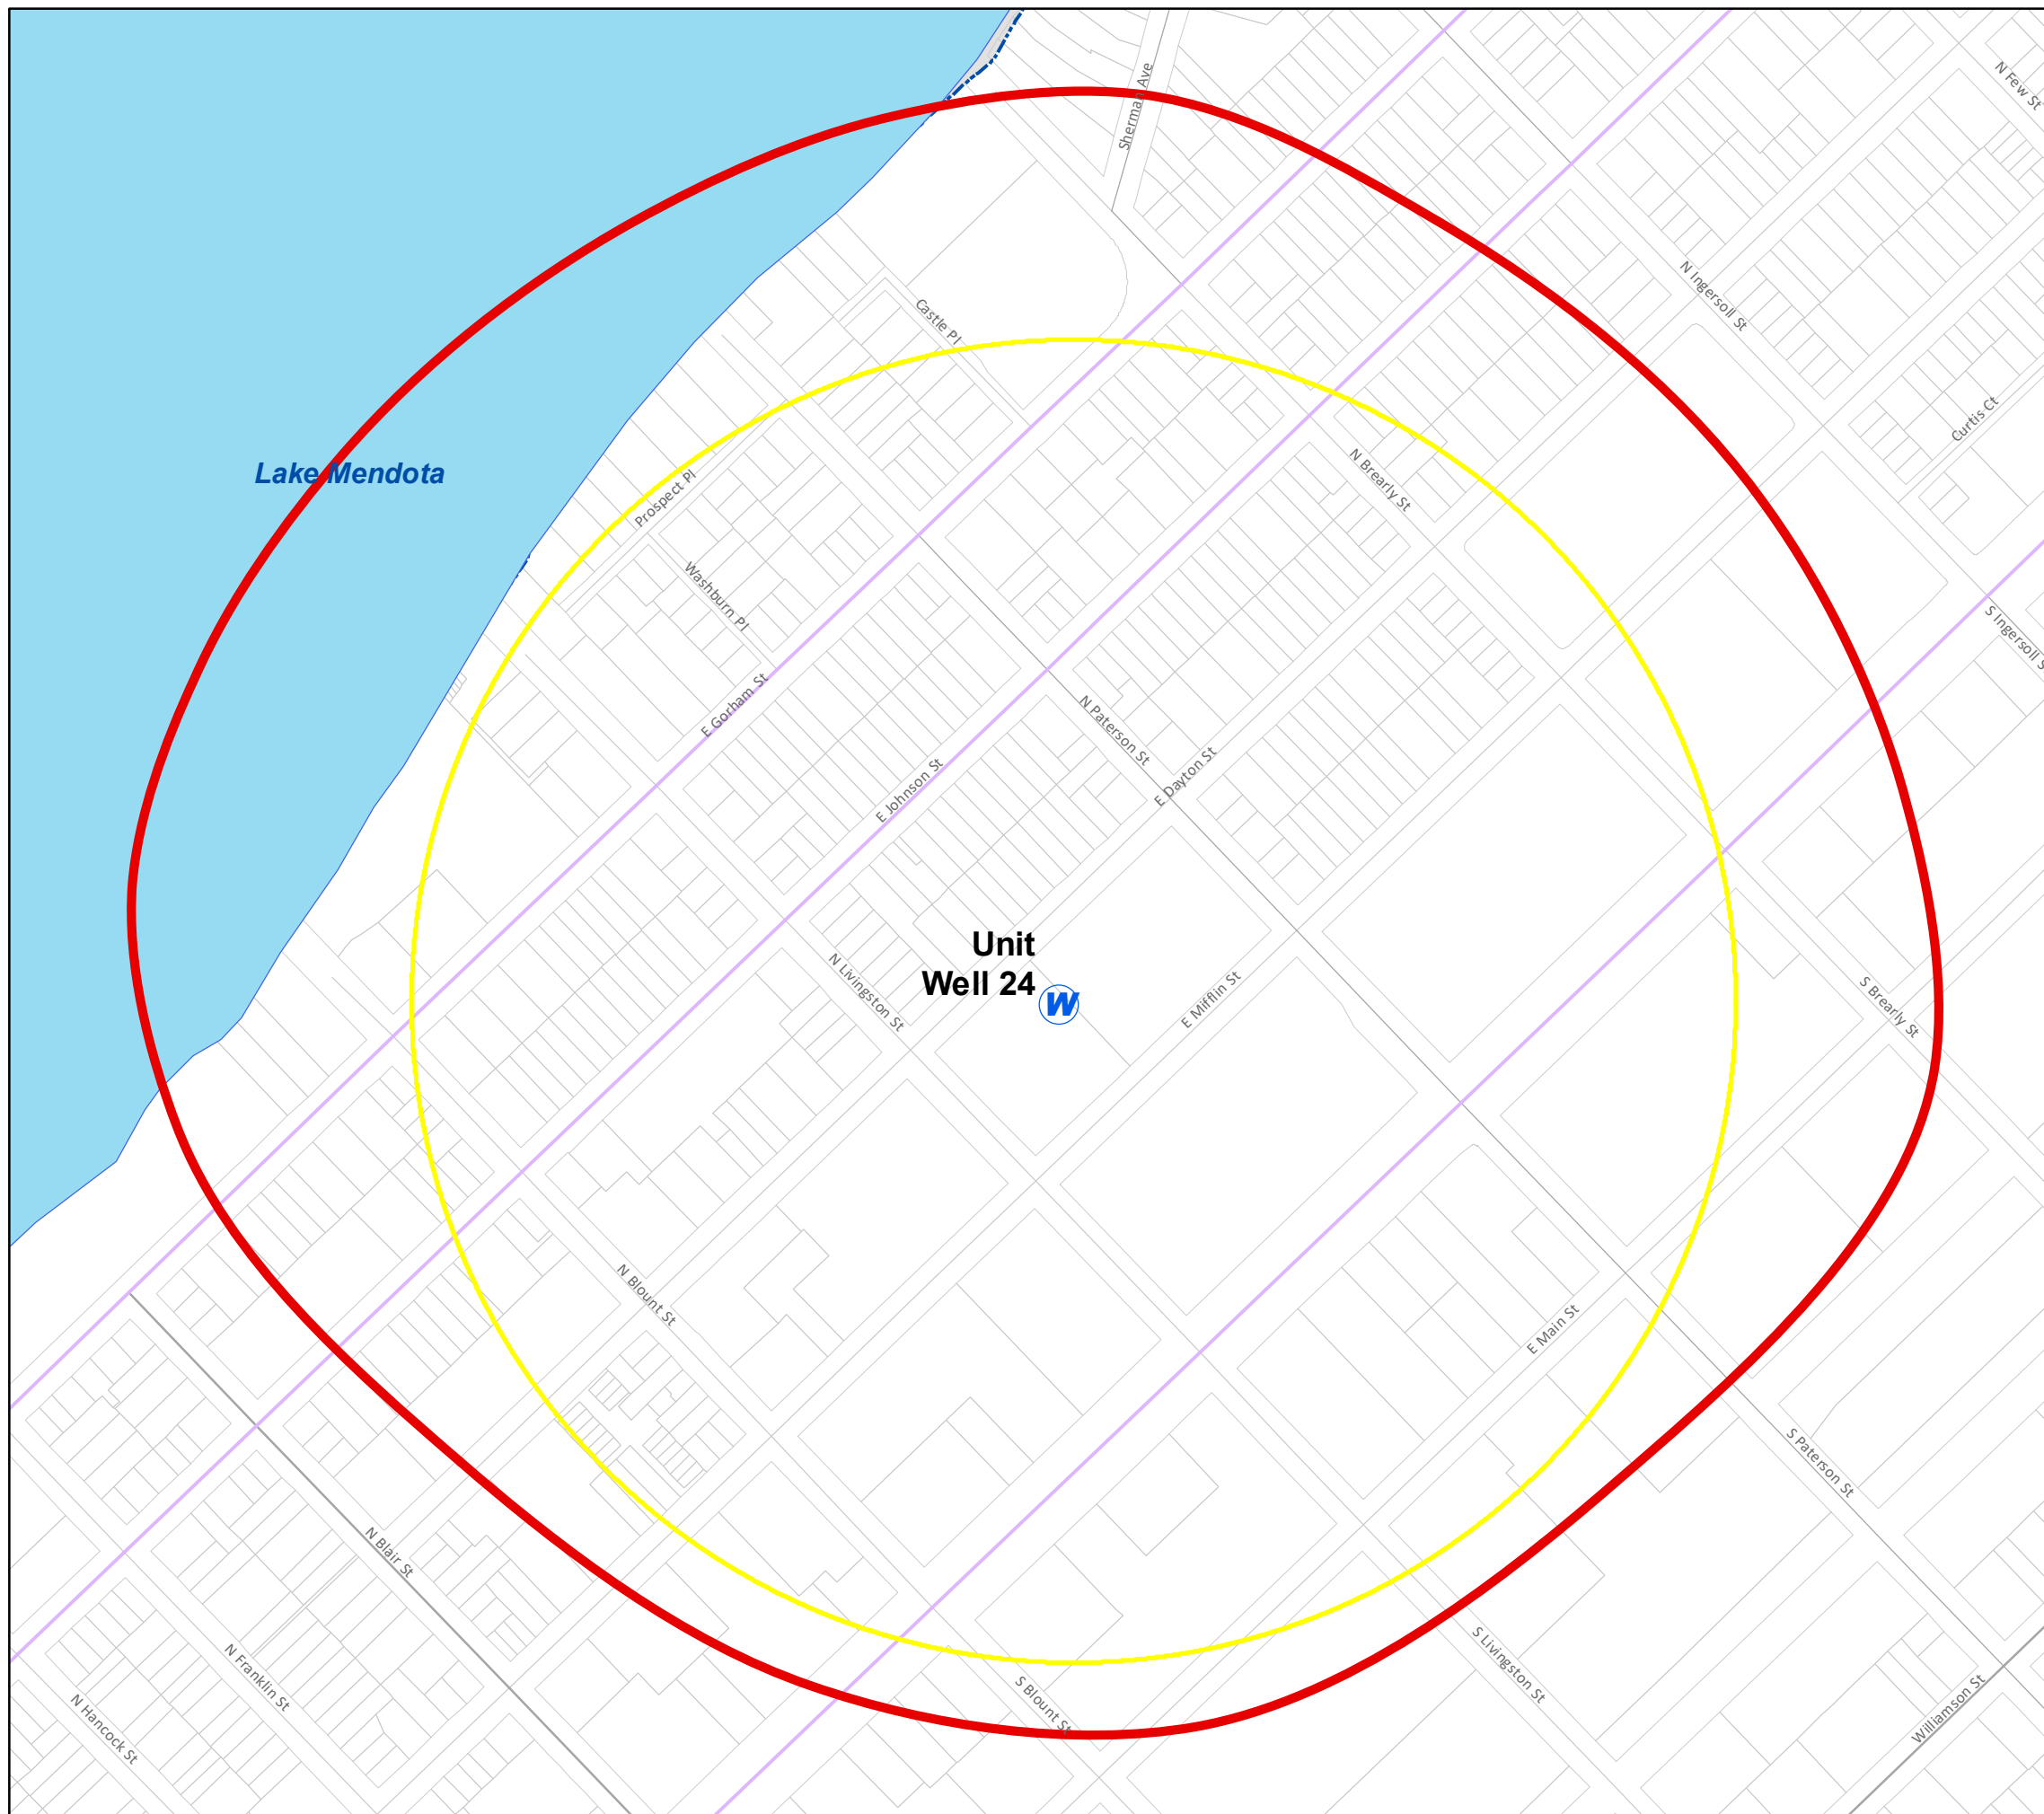 Sherman Ave
N Few St
N Ingersoll St
Castle Pl
Curtis Ct
Lake Mendota
N Brearly St
Prospect Pl
Washburn Pl
S Ingersoll S
E Gorham St
N Paterson St
E Dayton St
E Johnson St
Unit
Well 24
W
N Livingston St
E Mifflin St
S Brearly St
N Blount St
E Main St
S Paterson St
N Blair St
N Franklin St
S Livingston St
S Blount St
Williamson St
N Hancock St